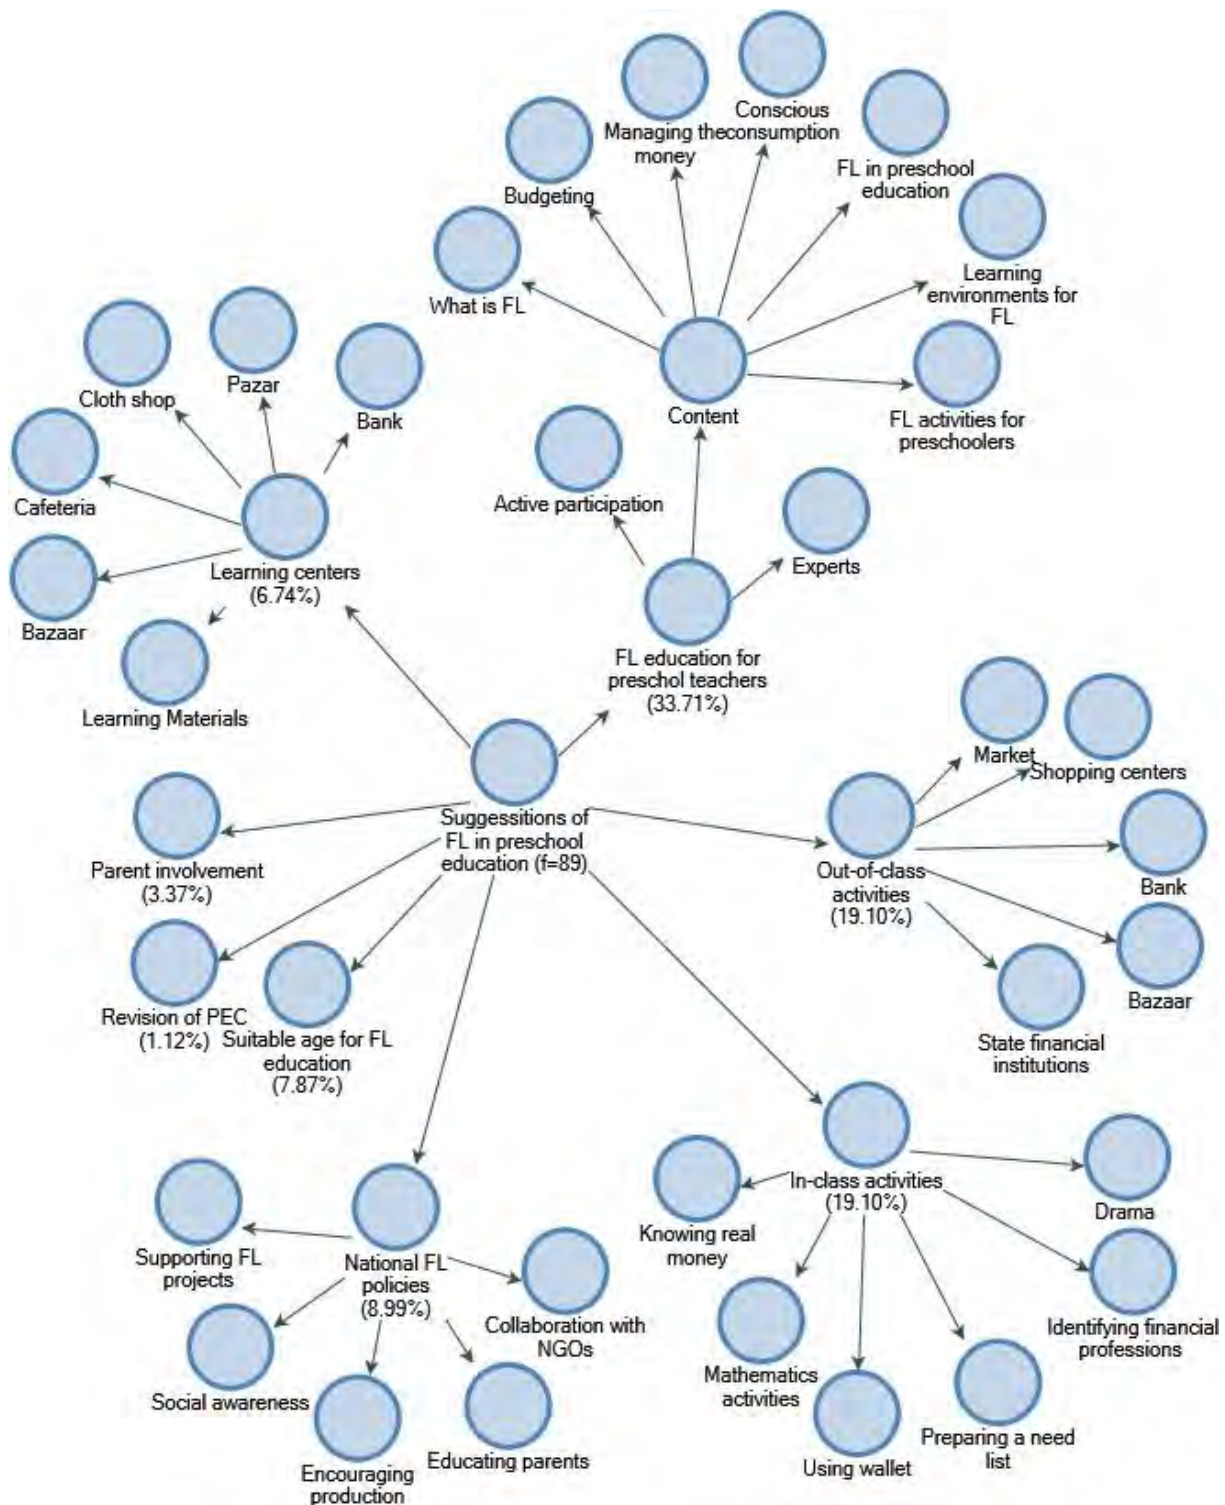 Conscious
Managing the consumption
money
FL in preschool
education
Budgeting
Learning
environments for
FL
What is FL
Pazar
Cloth shop
Bank
Content
FL activities for
preschoolers
Cafeteria
Active participation
Learning centers
(6.74%)
Experts
Bazaar
FL education for
preschol teachers
(33.71%)
Learning Materials
Market
Shopping centers
Suggessitions of
FL in preschool
education (f=89)
Parent involvement
(3.37%)
Out-of-class
activities
(19.10%)
Bank
Bazaar
Revision of PEC
(1.12%)
Suitable age for FL
education
(7.87%)
State financial
institutions
In-class activities
(19.10%)
Drama
Knowing real
money
Supporting FL
projects
National FL
policies
(8.99%)
Collaboration with
NGOs
Identifying financial
professions
Mathematics
activities
Social awareness
Preparing a need
list
Educating parents
Using wallet
Encouraging
production